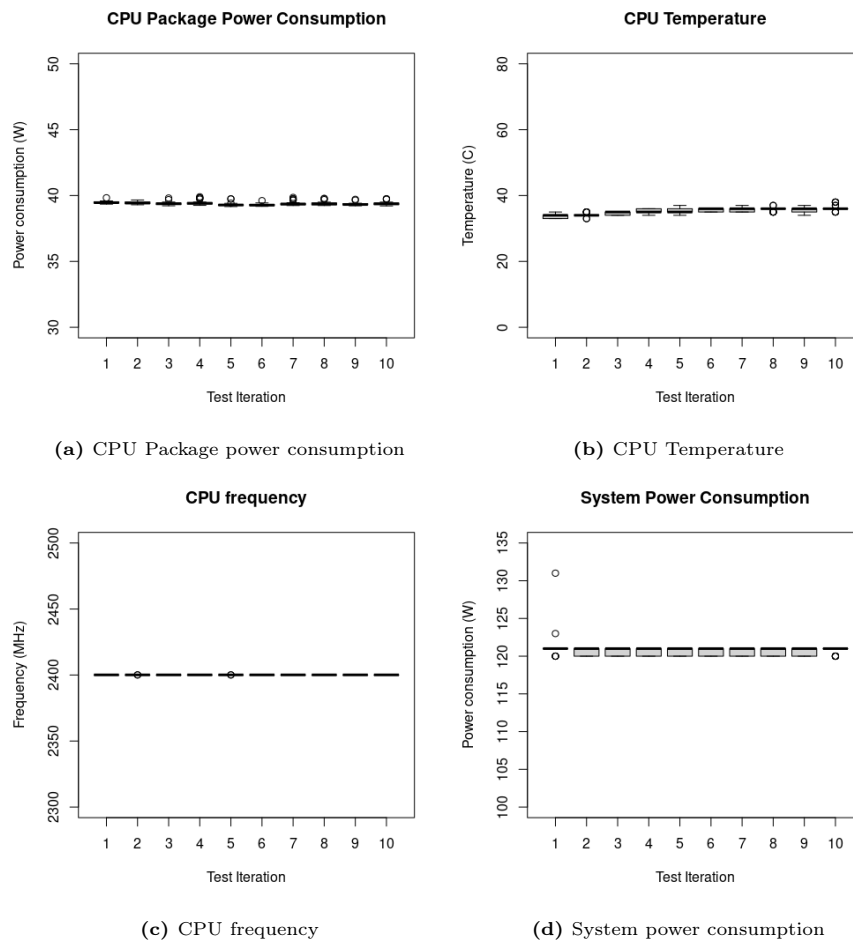 CPU Package Power Consumption
Power consumption (W)
50
45
40
35
30
1 2 3 4 5 6 7 8 9 10
Test Iteration
(a) CPU Package power consumption
CPU Temperature
Temperature (C)
80
60
40
20
0
1 2 3 4 5 6 7 8 9 10
Test Iteration
(b) CPU Temperature
CPU frequency
Frequency (MHz)
2500
2450
2400
2350
2300
1 2 3 4 5 6 7 8 9 10
Test Iteration
(c) CPU frequency
System Power Consumption
Power consumption (W)
135
130
125
120
115
110
105
100
1 2 3 4 5 6 7 8 9 10
Test Iteration
(d) System power consumption